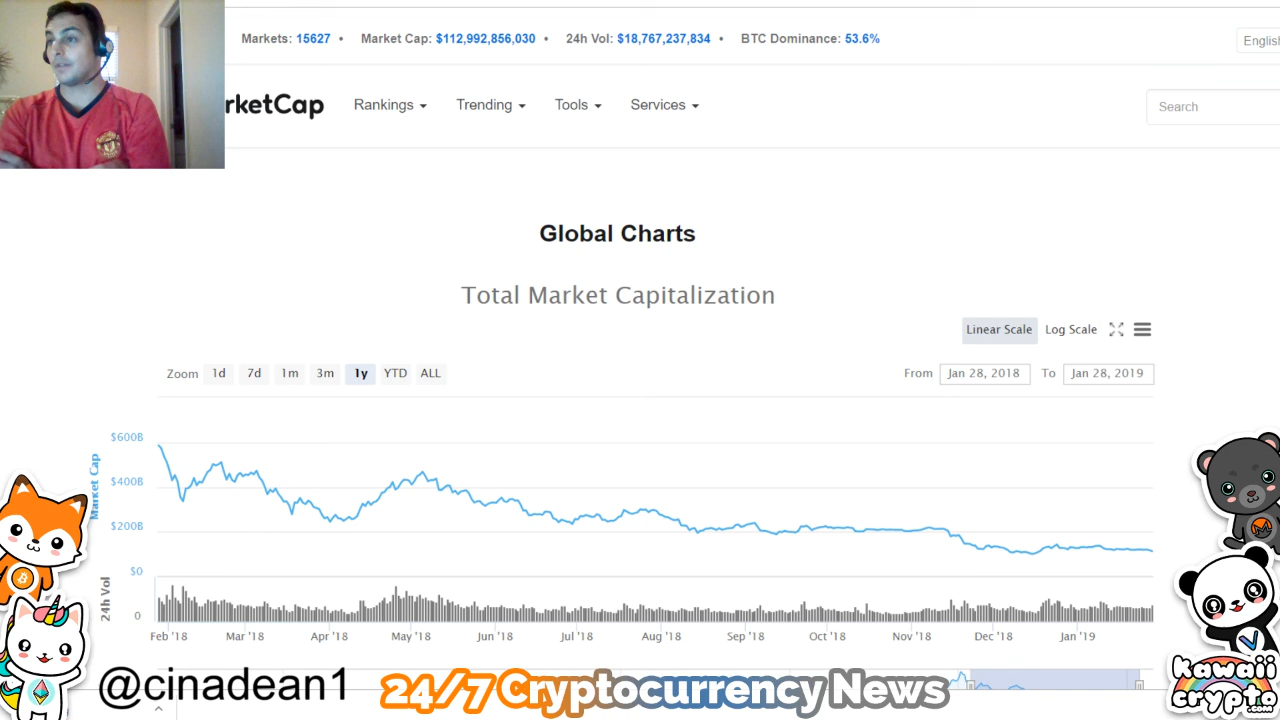 Markets: 15627 • Market Cap: $112,992,856,030 • 24h Vol: $18,767,237,834 • BTC Dominance: 53.6%
English
rketCap
Rankings Trending Tools Services
Search
Global Charts
Total Market Capitalization
Linear Scale Log Scale
Zoom 1d 7d 1m 3m 1y YTD ALL
From Jan 28, 2018 To Jan 28, 2019
Market Cap
$600B
$400B
$200B
$0
24h Vol
0
Feb '18 Mar '18 Apr '18 May '18 Jun '18 Jul '18 Aug '18 Sep '18 Oct '18 Nov '18 Dec '18 Jan '19
@cinadean1
24/7 Cryptocurrency News
kawaii
crypto
.com